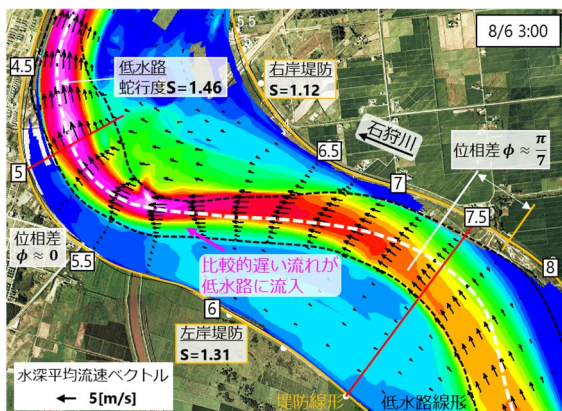 8/6 3:00
5.5
4.5
低水路
蛇行度S=1.46
右岸堤防
S=1.12
石狩川
位相差ϕ≈π/7
6.5
7
7.5
8
5
位相差
ϕ≈0
5.5
比較的遅い流れが
低水路に流入
6
左岸堤防
S=1.31
水深平均流速ベクトル
5[m/s]
堤防線形
低水路線形